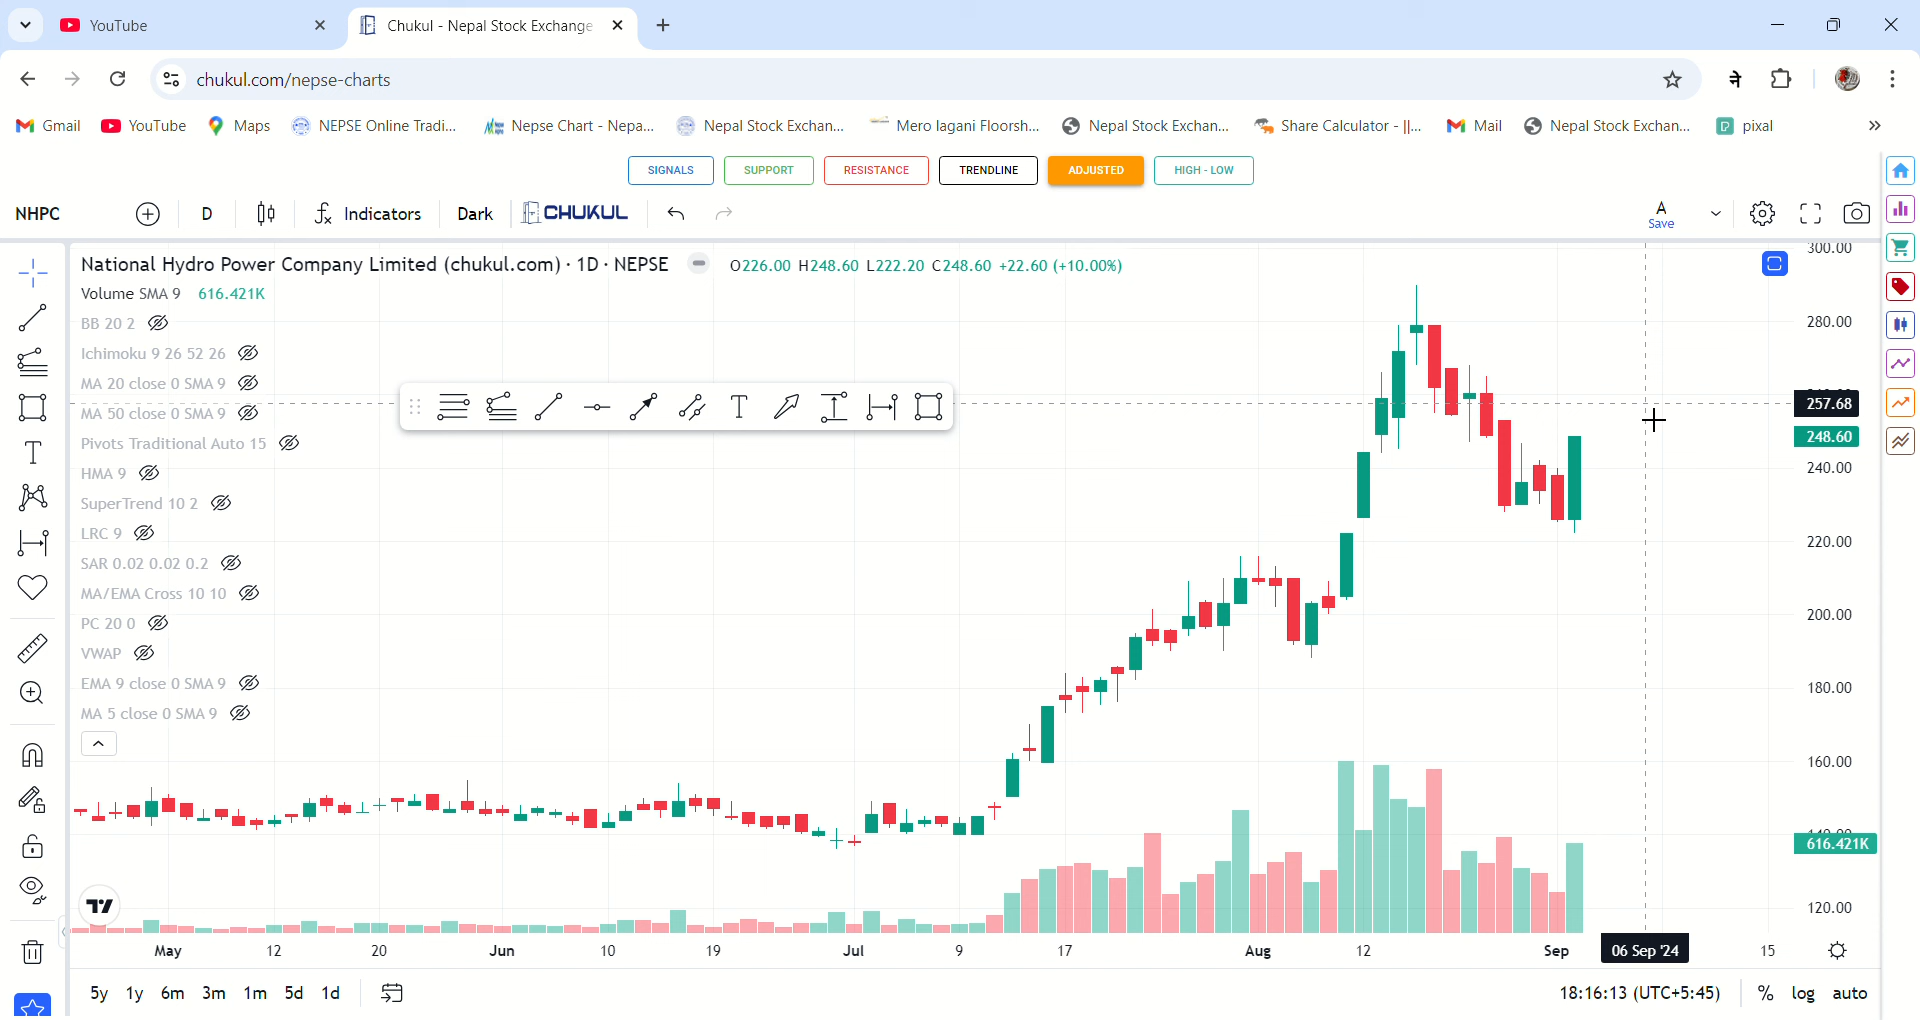 YouTube
Chukul - Nepal Stock Exchange
chukul.com/nepse-charts
ने
Gmail YouTube Maps NEPSE Online Tradi... Nepse Chart - Nepa... Nepal Stock Exchan... Mero lagani Floorsh... Nepal Stock Exchan... Share Calculator - ||... Mail Nepal Stock Exchan... pixal
SIGNALS SUPPORT RESISTANCE TRENDLINE ADJUSTED HIGH - LOW
NHPC D Indicators Dark CHUKUL A Save
National Hydro Power Company Limited (chukul.com) · 1D · NEPSE O226.00 H248.60 L222.20 C248.60 +22.60 (+10.00%)
Volume SMA 9 616.421K
BB 20 2
Ichimoku 9 26 52 26
MA 20 close 0 SMA 9
MA 50 close 0 SMA 9
Pivots Traditional Auto 15
HMA 9
SuperTrend 10 2
LRC 9
SAR 0.02 0.02 0.2
MA/EMA Cross 10 10
PC 20 0
VWAP
EMA 9 close 0 SMA 9
MA 5 close 0 SMA 9
300.00
280.00
257.68
248.60
240.00
220.00
200.00
180.00
160.00
616.421K
120.00
May 12 20 Jun 10 19 Jul 9 17 Aug 12 Sep 06 Sep '24 15
5y 1y 6m 3m 1m 5d 1d 18:16:13 (UTC+5:45) % log auto